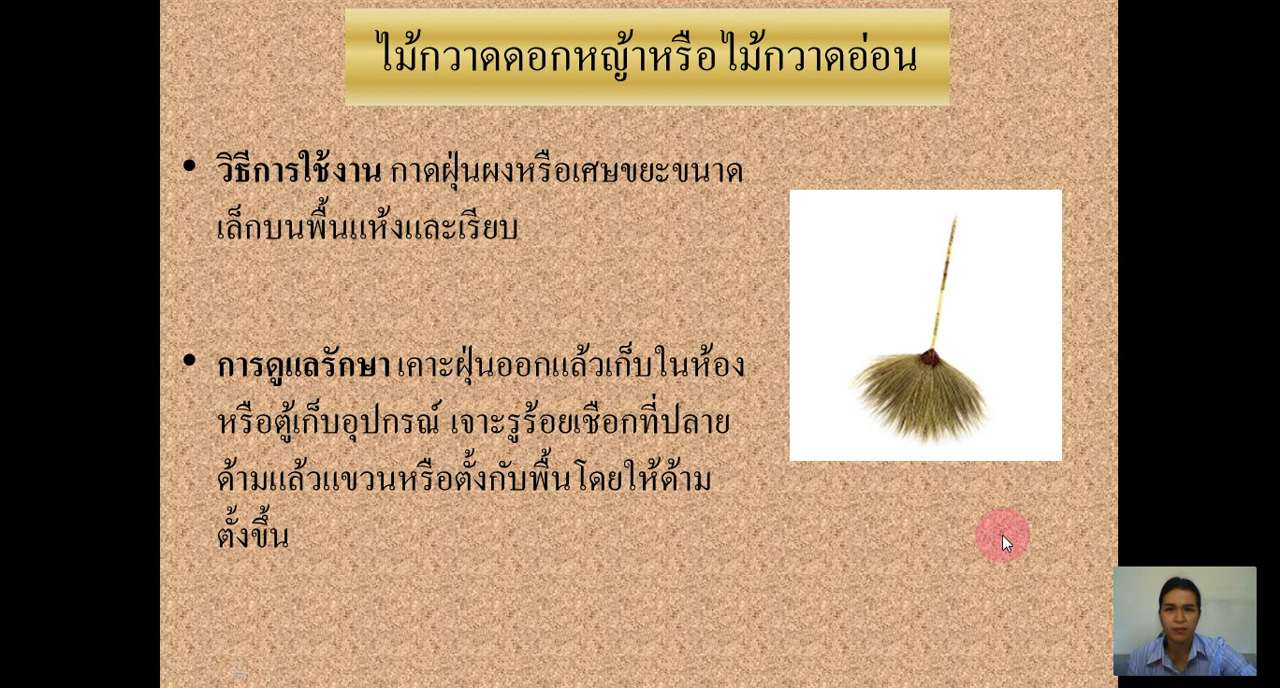 ไม้กวาดดอกหญ้าหรือไม้กวาดอ่อน
• วิธีการใช้งาน กาดฝุ่นผงหรือเศษขยะขนาด
เล็กบนพื้นแห้งและเรียบ
• การดูแลรักษา เคาะฝุ่นออกแล้วเก็บในห้อง
หรือตู้เก็บอุปกรณ์ เจาะรูร้อยเชือกที่ปลาย
ด้ามแล้วแขวนหรือตั้งกับพื้นโดยให้ด้าม
ตั้งขึ้น